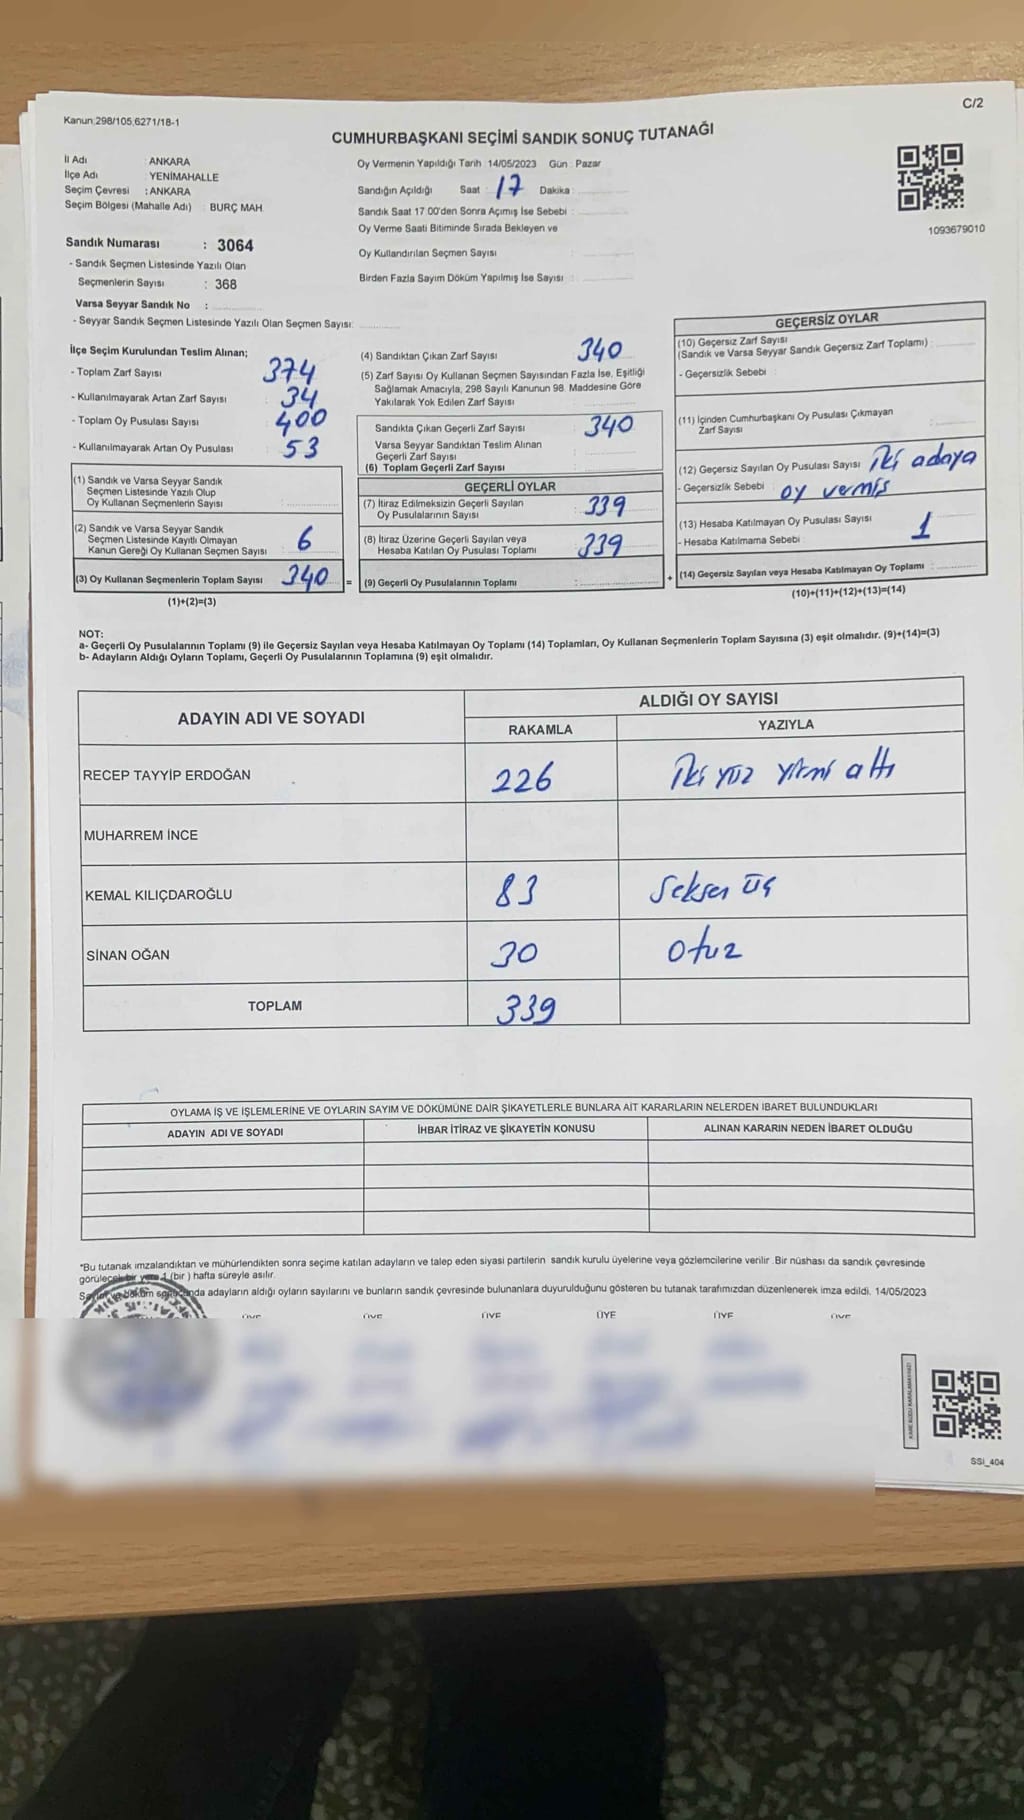 C/2
Kanun:298/105,6271/18-1
CUMHURBAŞKANI SEÇİMİ SANDIK SONUÇ TUTANAĞI
İl Adı ANKARA
İlçe Adı YENİMAHALLE
Seçim Çevresi : ANKARA
Seçim Bölgesi (Mahalle Adı) BURÇ MAH.
Sandık Numarası : 3064
- Sandık Seçmen Listesinde Yazılı Olan
Seçmenlerin Sayısı : 368
Varsa Seyyar Sandık No :
- Seyyar Sandık Seçmen Listesinde Yazılı Olan Seçmen Sayısı:
Oy Vermenin Yapıldığı Tarih :14/05/2023 Gün : Pazar
Sandığın Açıldığı Saat : 17 Dakika :
Sandık Saat 17:00'den Sonra Açımış İse Sebebi :
Oy Verme Saati Bitiminde Sırada Bekleyen ve
Oy Kullandırılan Seçmen Sayısı
Birden Fazla Sayım Döküm Yapılmış İse Sayısı :
1093679010
İlçe Seçim Kurulundan Teslim Alınan;
- Toplam Zarf Sayısı 374
- Kullanılmayarak Artan Zarf Sayısı 34
- Toplam Oy Pusulası Sayısı 400
- Kullanılmayarak Artan Oy Pusulası 53
(1) Sandık ve Varsa Seyyar Sandık
Seçmen Listesinde Yazılı Olup
Oy Kullanan Seçmenlerin Sayısı
(2) Sandık ve Varsa Seyyar Sandık
Seçmen Listesinde Kayıtlı Olmayan
Kanun Gereği Oy Kullanan Seçmen Sayısı 6
(3) Oy Kullanan Seçmenlerin Toplam Sayısı 340 =
(1)+(2)=(3)
(4) Sandıktan Çıkan Zarf Sayısı 340
(5) Zarf Sayısı Oy Kullanan Seçmen Sayısından Fazla İse, Eşitliği
Sağlamak Amacıyla, 298 Sayılı Kanunun 98. Maddesine Göre
Yakılarak Yok Edilen Zarf Sayısı
Sandıkta Çıkan Geçerli Zarf Sayısı 340
Varsa Seyyar Sandıktan Teslim Alınan
Geçerli Zarf Sayısı
(6) Toplam Geçerli Zarf Sayısı
GEÇERLİ OYLAR
(7) İtiraz Edilmeksizin Geçerli Sayılan
Oy Pusulalarının Sayısı 339
(8) İtiraz Üzerine Geçerli Sayılan veya
Hesaba Katılan Oy Pusulası Toplamı 339
(9) Geçerli Oy Pusulalarının Toplamı : +
GEÇERSİZ OYLAR
(10) Geçersiz Zarf Sayısı
(Sandık ve Varsa Seyyar Sandık Geçersiz Zarf Toplamı) :
- Geçersizlik Sebebi
(11) İçinden Cumhurbaşkanı Oy Pusulası Çıkmayan
Zarf Sayısı
(12) Geçersiz Sayılan Oy Pusulası Sayısı iki adaya
- Geçersizlik Sebebi oy vermiş
(13) Hesaba Katılmayan Oy Pusulası Sayısı 1
- Hesaba Katılmama Sebebi
(14) Geçersiz Sayılan veya Hesaba Katılmayan Oy Toplamı :
(10)+(11)+(12)+(13)=(14)
NOT:
a- Geçerli Oy Pusulalarının Toplamı (9) ile Geçersiz Sayılan veya Hesaba Katılmayan Oy Toplamı (14) Toplamları, Oy Kullanan Seçmenlerin Toplam Sayısına (3) eşit olmalıdır. (9)+(14)=(3)
b- Adayların Aldığı Oyların Toplamı, Geçerli Oy Pusulalarının Toplamına (9) eşit olmalıdır.
ADAYIN ADI VE SOYADI ALDIĞI OY SAYISI
RAKAMLA YAZIYLA
RECEP TAYYİP ERDOĞAN 226 iki yüz yirmi altı
MUHARREM İNCE
KEMAL KILIÇDAROĞLU 83 Seksen üç
SİNAN OĞAN 30 Otuz
TOPLAM 339
OYLAMA İŞ VE İŞLEMLERİNE VE OYLARIN SAYIM VE DÖKÜMÜNE DAİR ŞİKAYETLERLE BUNLARA AİT KARARLARIN NELERDEN İBARET BULUNDUKLARI
ADAYIN ADI VE SOYADI İHBAR İTİRAZ VE ŞİKAYETİN KONUSU ALINAN KARARIN NEDEN İBARET OLDUĞU
*Bu tutanak imzalandıktan ve mühürlendikten sonra seçime katılan adayların ve talep eden siyasi partilerin sandık kurulu üyelerine veya gözlemcilerine verilir. Bir nüshası da sandık çevresinde
görülecek bir yere 1 (bir ) hafta süreyle asılır.
Sayım ve döküm sonucunda adayların aldığı oyların sayılarını ve bunların sandık çevresinde bulunanlara duyurulduğunu gösteren bu tutanak tarafımızdan düzenlenerek imza edildi. 14/05/2023
ÜYE ÜYE ÜYE ÜYE ÜYE ÜYE
SSI_404